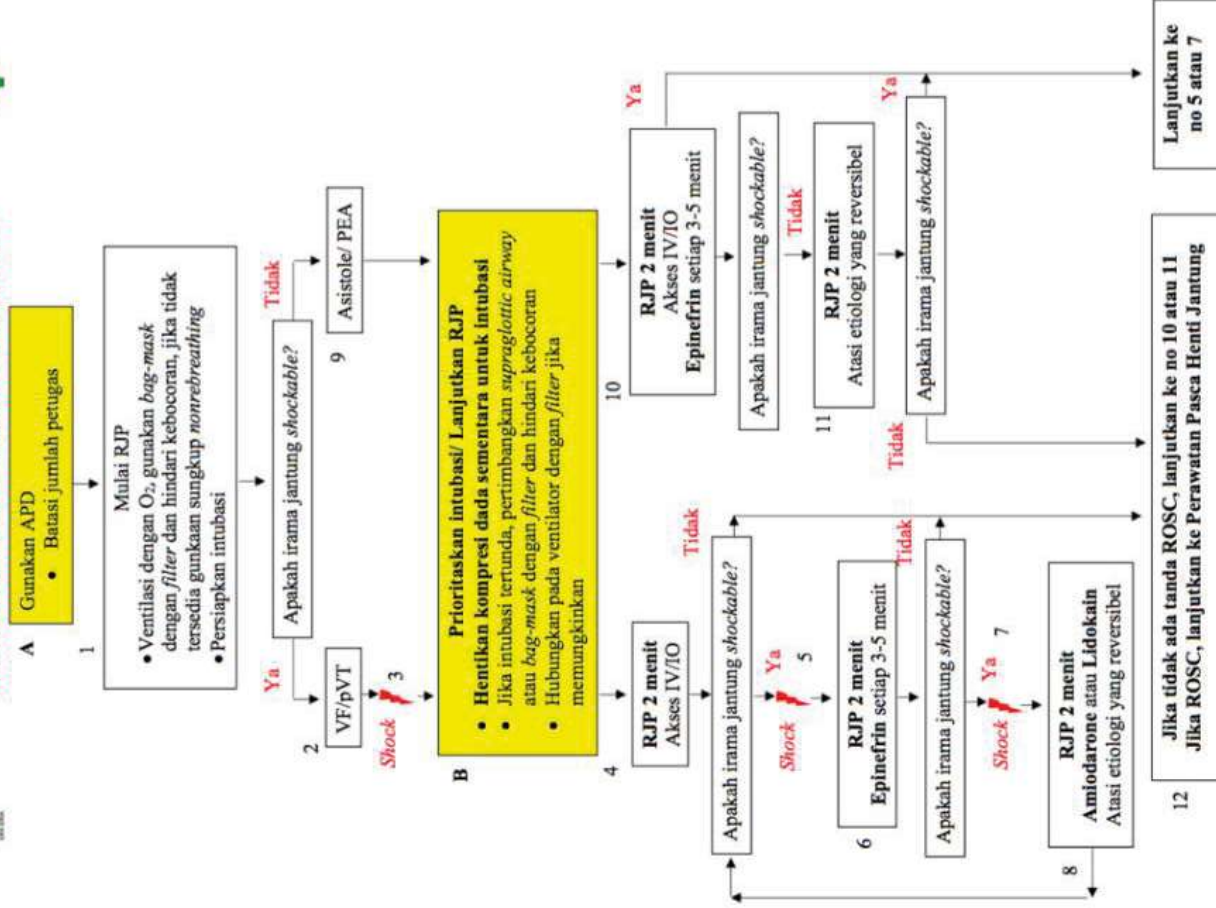 A
Gunakan APD
• Batasi jumlah petugas
1
Mulai RJP
• Ventilasi dengan O₂, gunakan bag-mask
dengan filter dan hindari kebocoran, jika tidak
tersedia gunkaan sungkup nonrebreathing
• Persiapkan intubasi
Apakah irama jantung shockable?
Ya
Tidak
2
VF/pVT
9
Asistole/ PEA
Shock
3
B
Prioritaskan intubasi/ Lanjutkan RJP
• Hentikan kompresi dada sementara untuk intubasi
• Jika intubasi tertunda, pertimbangkan supraglottic airway
atau bag-mask dengan filter dan hindari kebocoran
• Hubungkan pada ventilator dengan filter jika
memungkinkan
4
RJP 2 menit
Akses IV/IO
Apakah irama jantung shockable?
Tidak
Shock
Ya
5
6
RJP 2 menit
Epinefrin setiap 3-5 menit
Apakah irama jantung shockable?
Tidak
Shock
Ya
7
8
RJP 2 menit
Amiodarone atau Lidokain
Atasi etiologi yang reversibel
10
RJP 2 menit
Akses IV/IO
Epinefrin setiap 3-5 menit
Ya
Apakah irama jantung shockable?
Tidak
11
RJP 2 menit
Atasi etiologi yang reversibel
Apakah irama jantung shockable?
Tidak
Ya
12
Jika tidak ada tanda ROSC, lanjutkan ke no 10 atau 11
Jika ROSC, lanjutkan ke Perawatan Pasca Henti Jantung
Lanjutkan ke
no 5 atau 7